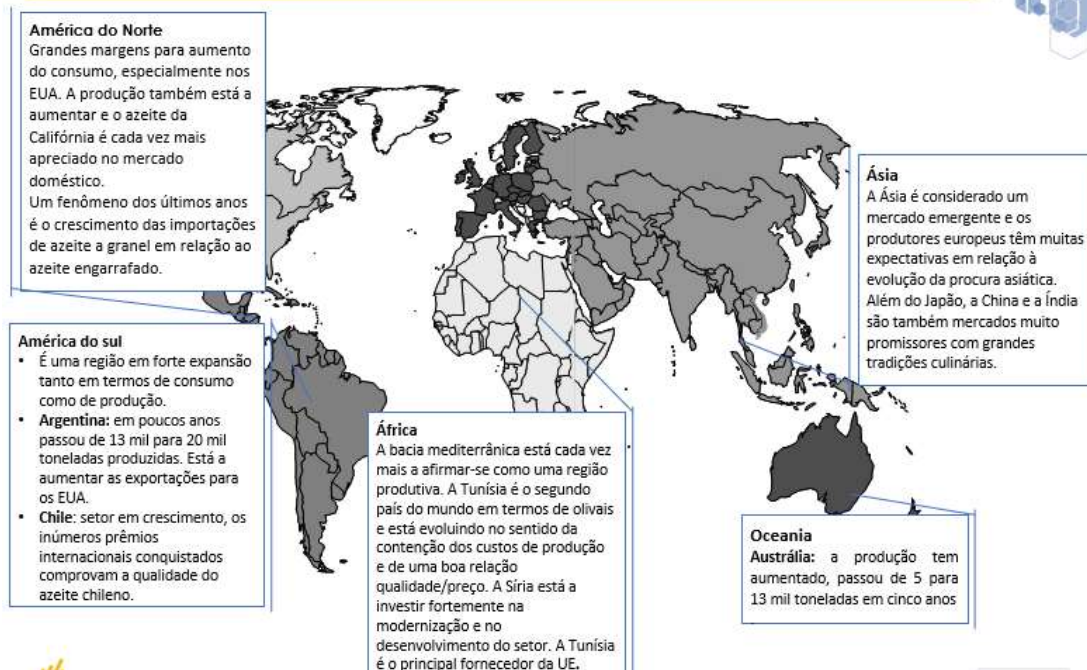 América do Norte
Grandes margens para aumento
do consumo, especialmente nos
EUA. A produção também está a
aumentar e o azeite da
Califórnia é cada vez mais
apreciado no mercado
doméstico.
Um fenômeno dos últimos anos
é o crescimento das importações
de azeite a granel em relação ao
azeite engarrafado.
América do sul
• É uma região em forte expansão
tanto em termos de consumo
como de produção.
• Argentina: em poucos anos
passou de 13 mil para 20 mil
toneladas produzidas. Está a
aumentar as exportações para
os EUA.
• Chile: setor em crescimento, os
inúmeros prêmios
internacionais conquistados
comprovam a qualidade do
azeite chileno.
África
A bacia mediterrânica está cada vez
mais a afirmar-se como uma região
produtiva. A Tunísia é o segundo
país do mundo em termos de olivais
e está evoluindo no sentido da
contenção dos custos de produção
e de uma boa relação
qualidade/preço. A Síria está a
investir fortemente na
modernização e no
desenvolvimento do setor. A Tunísia
é o principal fornecedor da UE.
Ásia
A Ásia é considerado um
mercado emergente e os
produtores europeus têm muitas
expectativas em relação à
evolução da procura asiática.
Além do Japão, a China e a Índia
são também mercados muito
promissores com grandes
tradições culinárias.
Oceania
Austrália: a produção tem
aumentado, passou de 5 para
13 mil toneladas em cinco anos